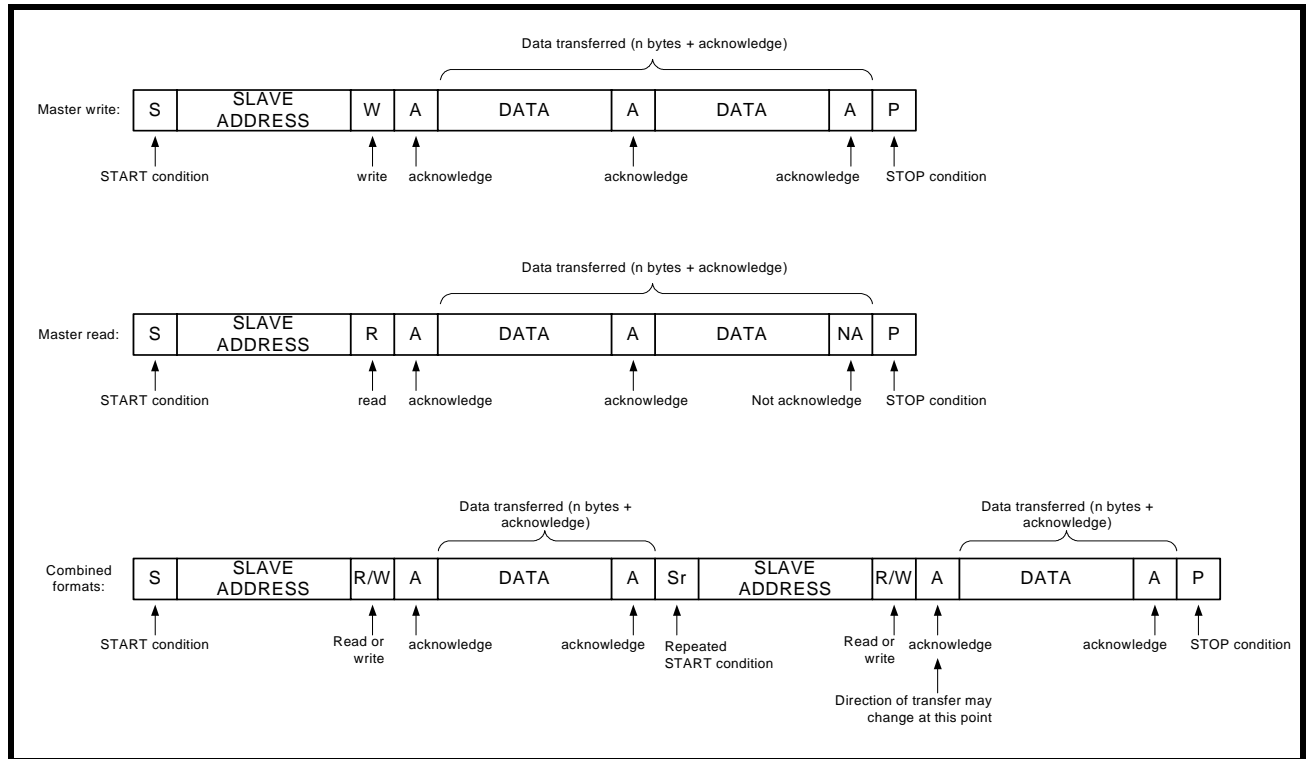 Data transferred (n bytes + acknowledge)
Master write: S SLAVE ADDRESS W A DATA A DATA A P
START condition write acknowledge acknowledge acknowledge STOP condition
Data transferred (n bytes + acknowledge)
Master read: S SLAVE ADDRESS R A DATA A DATA NA P
START condition read acknowledge acknowledge Not acknowledge STOP condition
Data transferred (n bytes +
acknowledge)
Data transferred (n bytes +
acknowledge)
Combined
formats:
S SLAVE ADDRESS R/W A DATA A Sr SLAVE ADDRESS R/W A DATA A P
START condition
Read or
write
acknowledge
acknowledge
Repeated
START condition
Read or
write
acknowledge
acknowledge
STOP condition
Direction of transfer may
change at this point